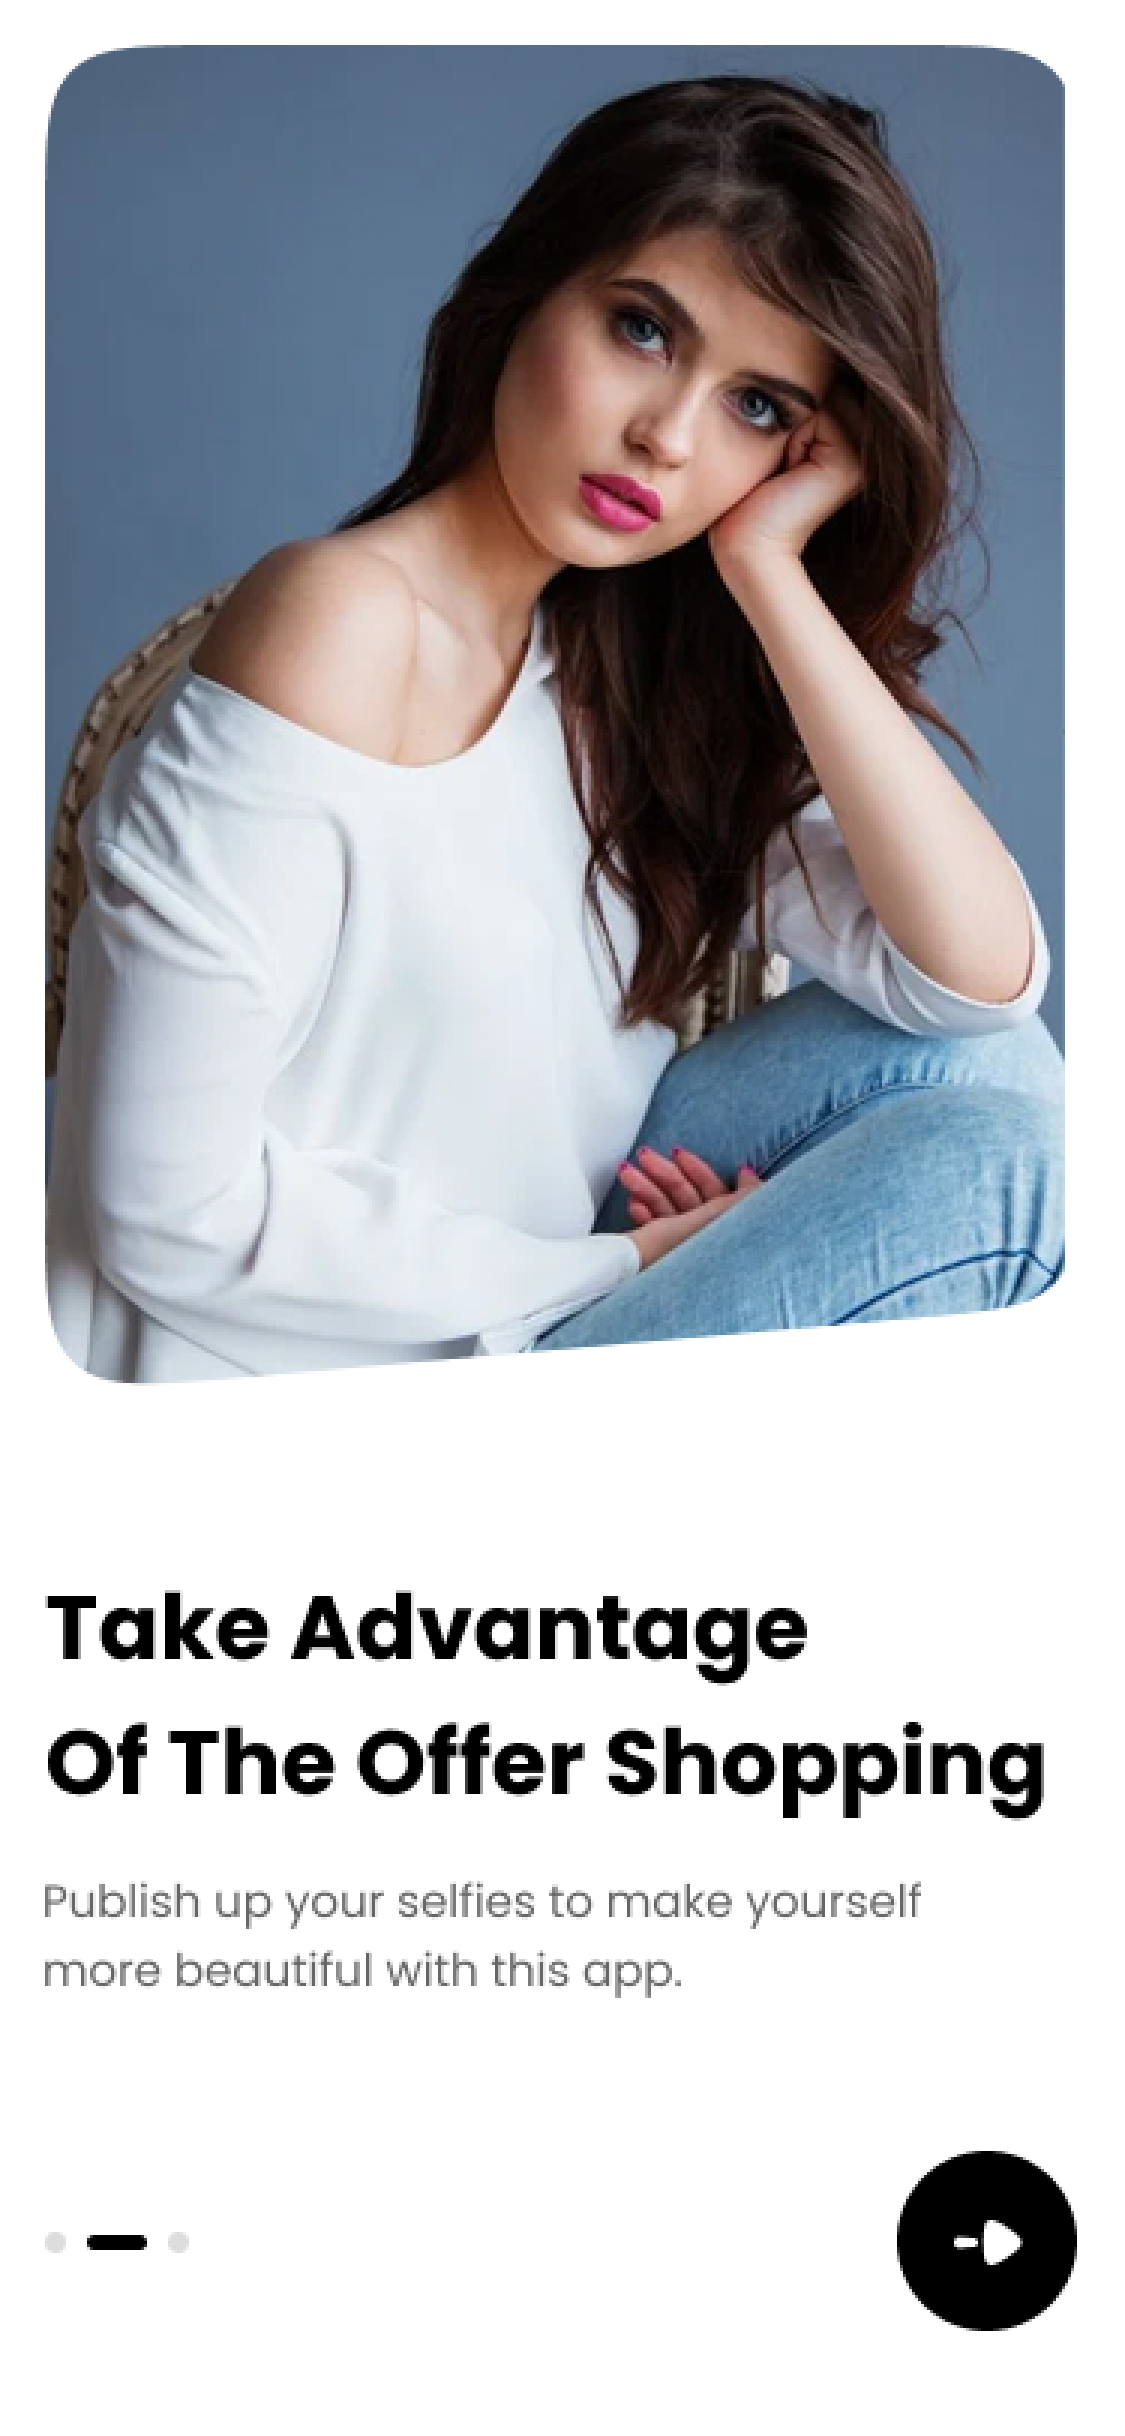 Take Advantage
Of The Offer Shopping
Publish up your selfies to make yourself
more beautiful with this app.